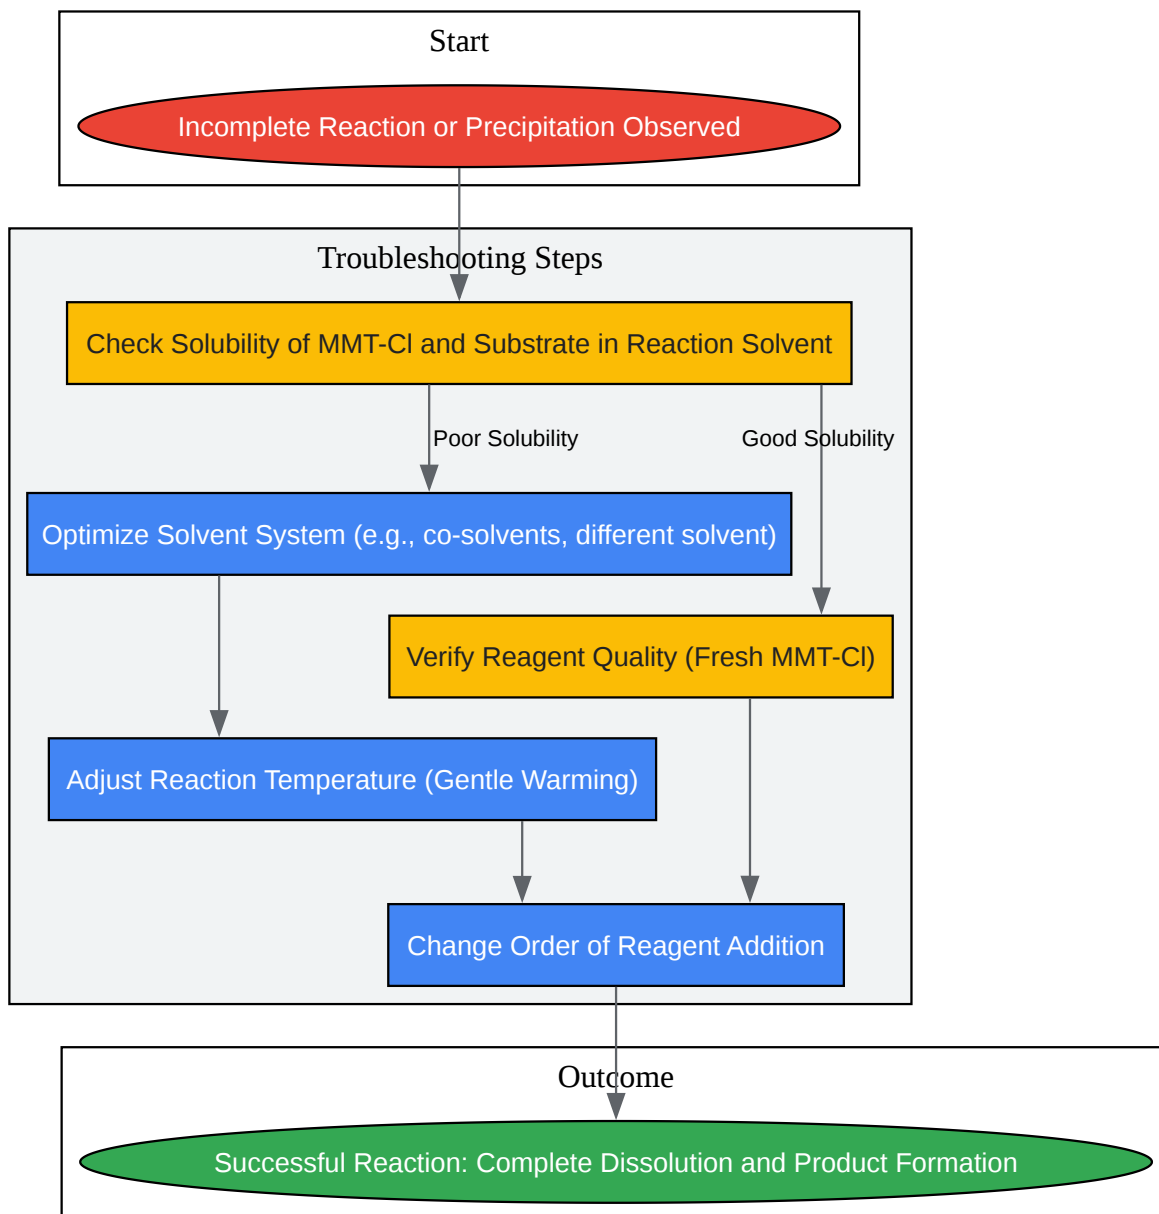 Start
Incomplete Reaction or Precipitation Observed
Troubleshooting Steps
Check Solubility of MMT-Cl and Substrate in Reaction Solvent
Poor Solubility
Good Solubility
Optimize Solvent System (e.g., co-solvents, different solvent)
Verify Reagent Quality (Fresh MMT-Cl)
Adjust Reaction Temperature (Gentle Warming)
Change Order of Reagent Addition
Outcome
Successful Reaction: Complete Dissolution and Product Formation